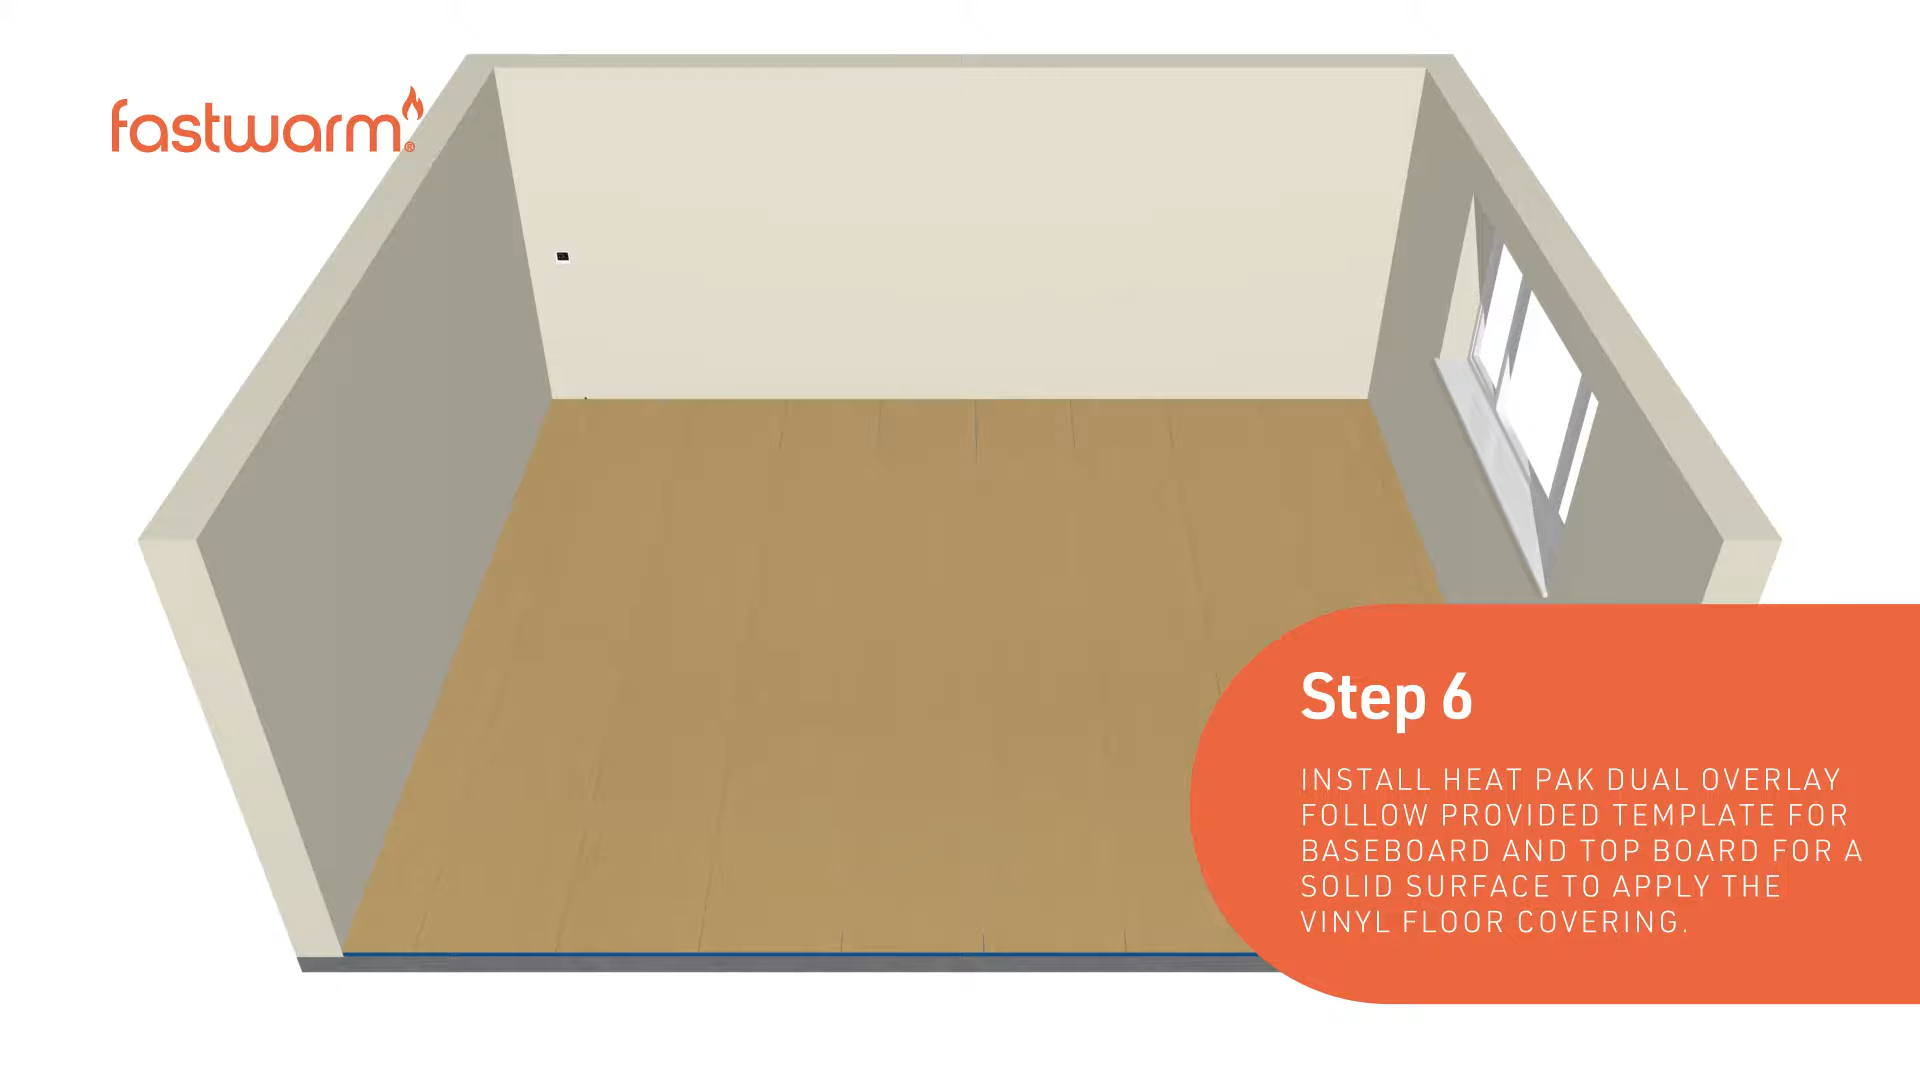 fastwarm®
Step 6
INSTALL HEAT PAK DUAL OVERLAY
FOLLOW PROVIDED TEMPLATE FOR
BASEBOARD AND TOP BOARD FOR A
SOLID SURFACE TO APPLY THE
VINYL FLOOR COVERING.